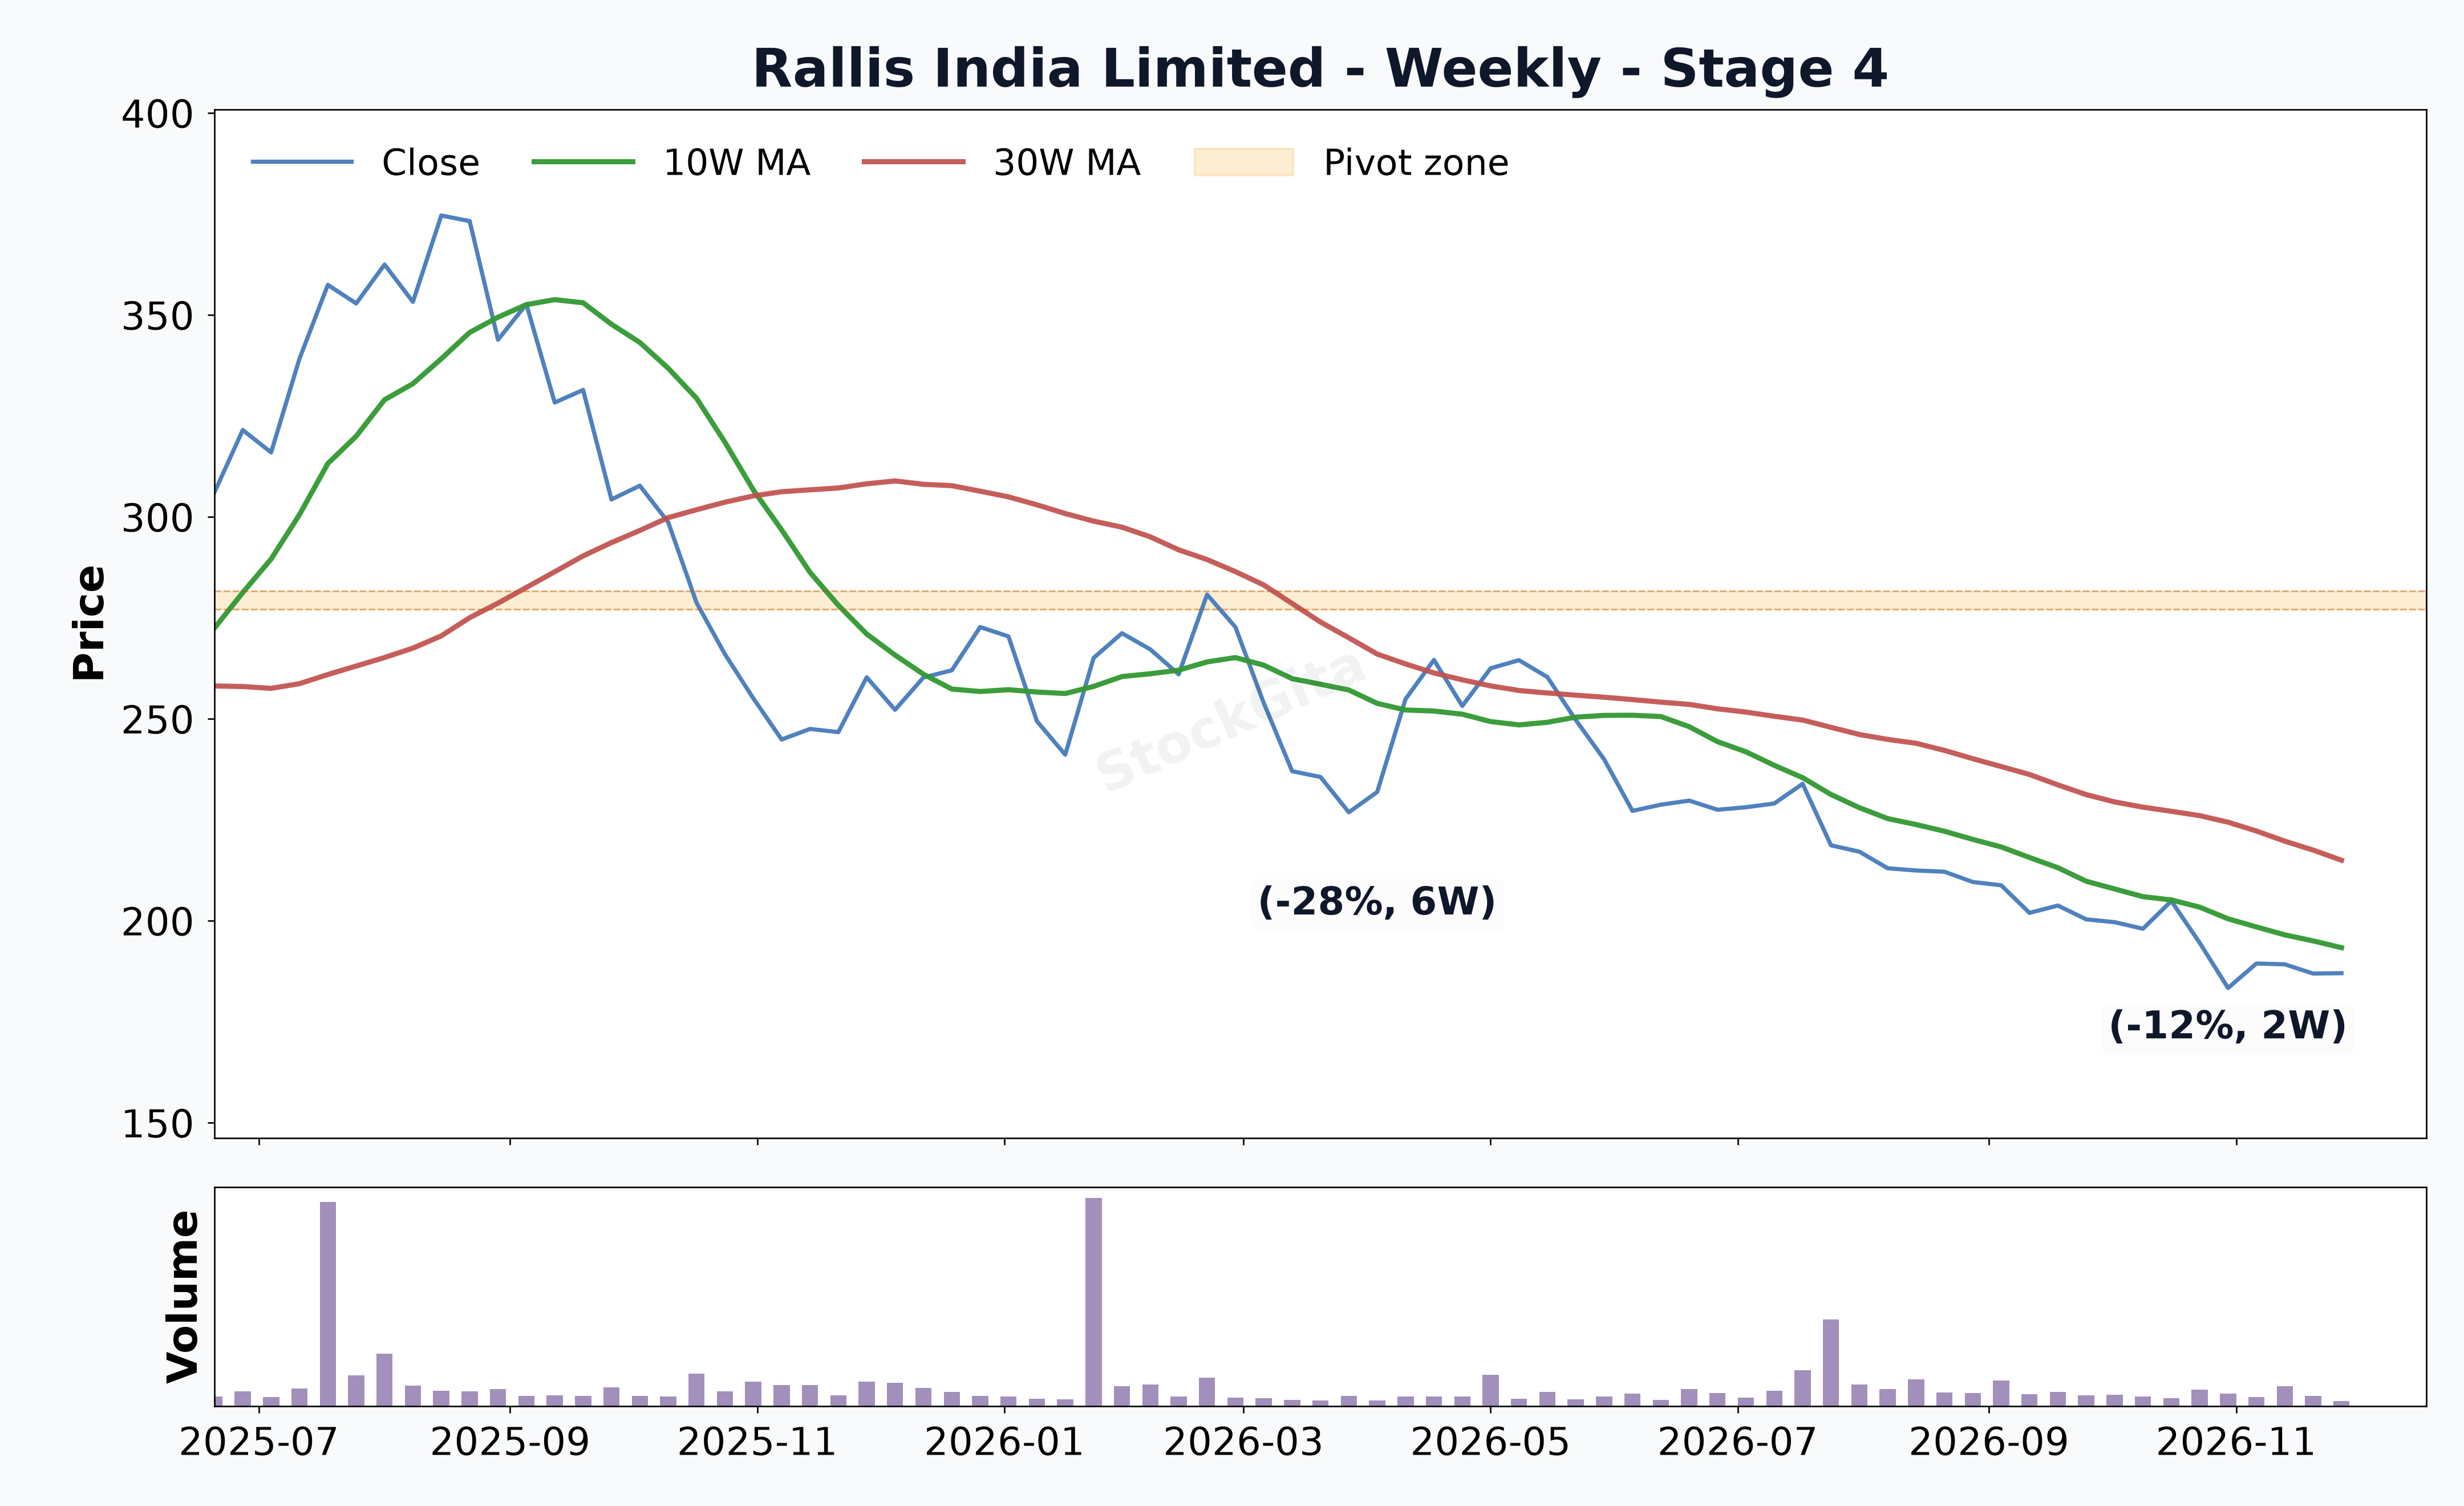 Rallis India Limited - Weekly - Stage 4
Close
10W MA
30W MA
Pivot zone
Price
400
350
300
250
200
150
StockGita
(-28%, 6W)
(-12%, 2W)
Volume
2025-07
2025-09
2025-11
2026-01
2026-03
2026-05
2026-07
2026-09
2026-11